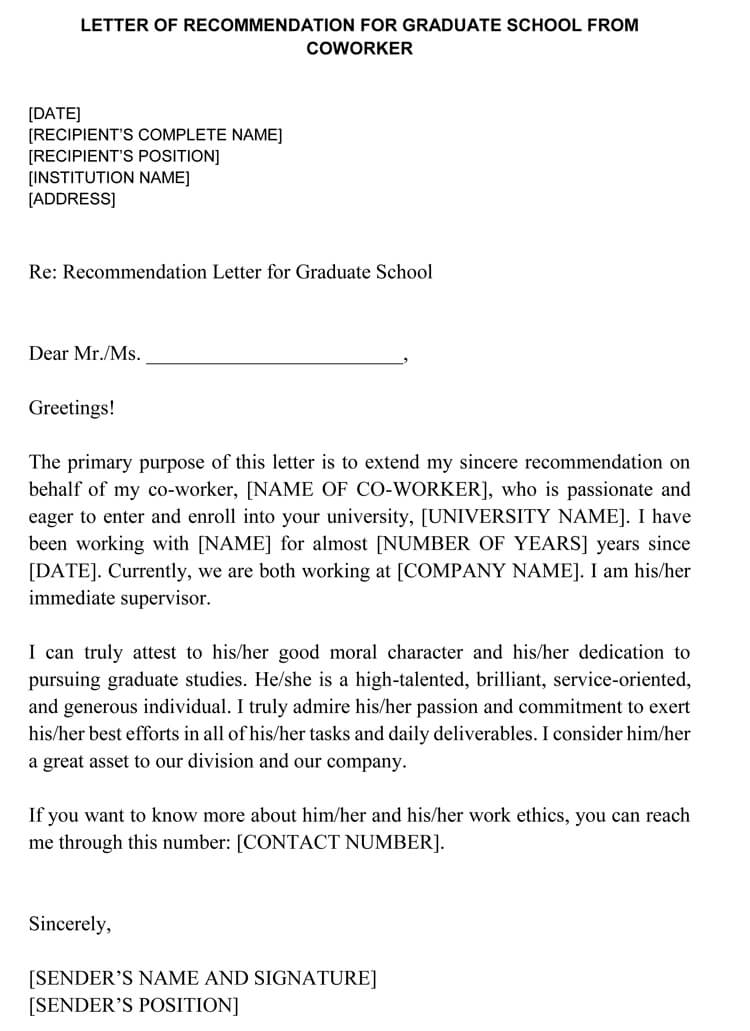 LETTER OF RECOMMENDATION FOR GRADUATE SCHOOL FROM
COWORKER
[DATE]
[RECIPIENT'S COMPLETE NAME]
[RECIPIENT'S POSITION]
[INSTITUTION NAME]
[ADDRESS]
Re: Recommendation Letter for Graduate School
Dear Mr./Ms. _________________________,
Greetings!
The primary purpose of this letter is to extend my sincere recommendation on
behalf of my co-worker, [NAME OF CO-WORKER], who is passionate and
eager to enter and enroll into your university, [UNIVERSITY NAME]. I have
been working with [NAME] for almost [NUMBER OF YEARS] years since
[DATE]. Currently, we are both working at [COMPANY NAME]. I am his/her
immediate supervisor.
I can truly attest to his/her good moral character and his/her dedication to
pursuing graduate studies. He/she is a high-talented, brilliant, service-oriented,
and generous individual. I truly admire his/her passion and commitment to exert
his/her best efforts in all of his/her tasks and daily deliverables. I consider him/her
a great asset to our division and our company.
If you want to know more about him/her and his/her work ethics, you can reach
me through this number: [CONTACT NUMBER].
Sincerely,
[SENDER'S NAME AND SIGNATURE]
[SENDER'S POSITION]